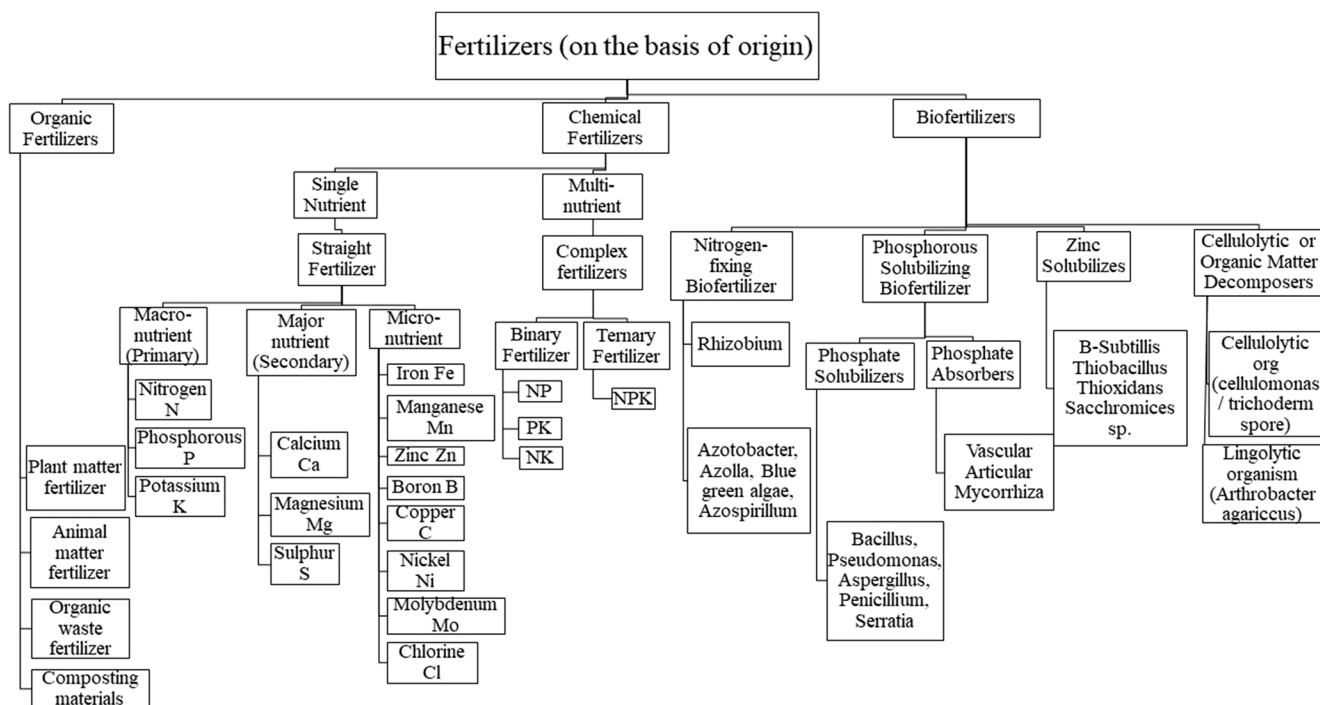 Fertilizers (on the basis of origin)
Organic
Fertilizers
Chemical
Fertilizers
Biofertilizers
Single
Nutrient
Multi-
nutrient
Straight
Fertilizer
Complex
fertilizers
Nitrogen-
fixing
Biofertilizer
Phosphorous
Solubilizing
Biofertilizer
Zinc
Solubilizes
Cellulolytic or
Organic Matter
Decomposers
Macro-
nutrient
(Primary)
Major
nutrient
(Secondary)
Micro-
nutrient
Binary
Fertilizer
Ternary
Fertilizer
Plant matter
fertilizer
Animal
matter
fertilizer
Organic
waste
fertilizer
Composting
materials
Nitrogen
N
Phosphorous
P
Potassium
K
Calcium
Ca
Magnesium
Mg
Sulphur
S
Iron Fe
Manganese
Mn
Zinc Zn
Boron B
Copper
C
Nickel
Ni
Molybdenum
Mo
Chlorine
Cl
NP
PK
NK
NPK
Rhizobium
Azotobacter,
Azolla, Blue
green algae,
Azospirillum
Phosphate
Solubilizers
Phosphate
Absorbers
Bacillus,
Pseudomonas,
Aspergillus,
Penicillium,
Serratia
Vascular
Articular
Mycorrhiza
B-Subtillis
Thiobacillus
Thioxidans
Sacchromices
sp.
Cellulolytic
org
(cellulomonas
/ trichoderm
spore)
Lingolytic
organism
(Arthrobacter
agariccus)